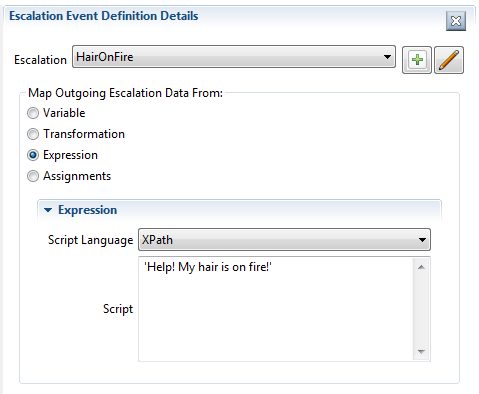 Escalation Event Definition Details
Escalation HairOnFire
Map Outgoing Escalation Data From:
Variable
Transformation
Expression
Assignments
Expression
Script Language XPath
'Help! My hair is on fire!'
Script